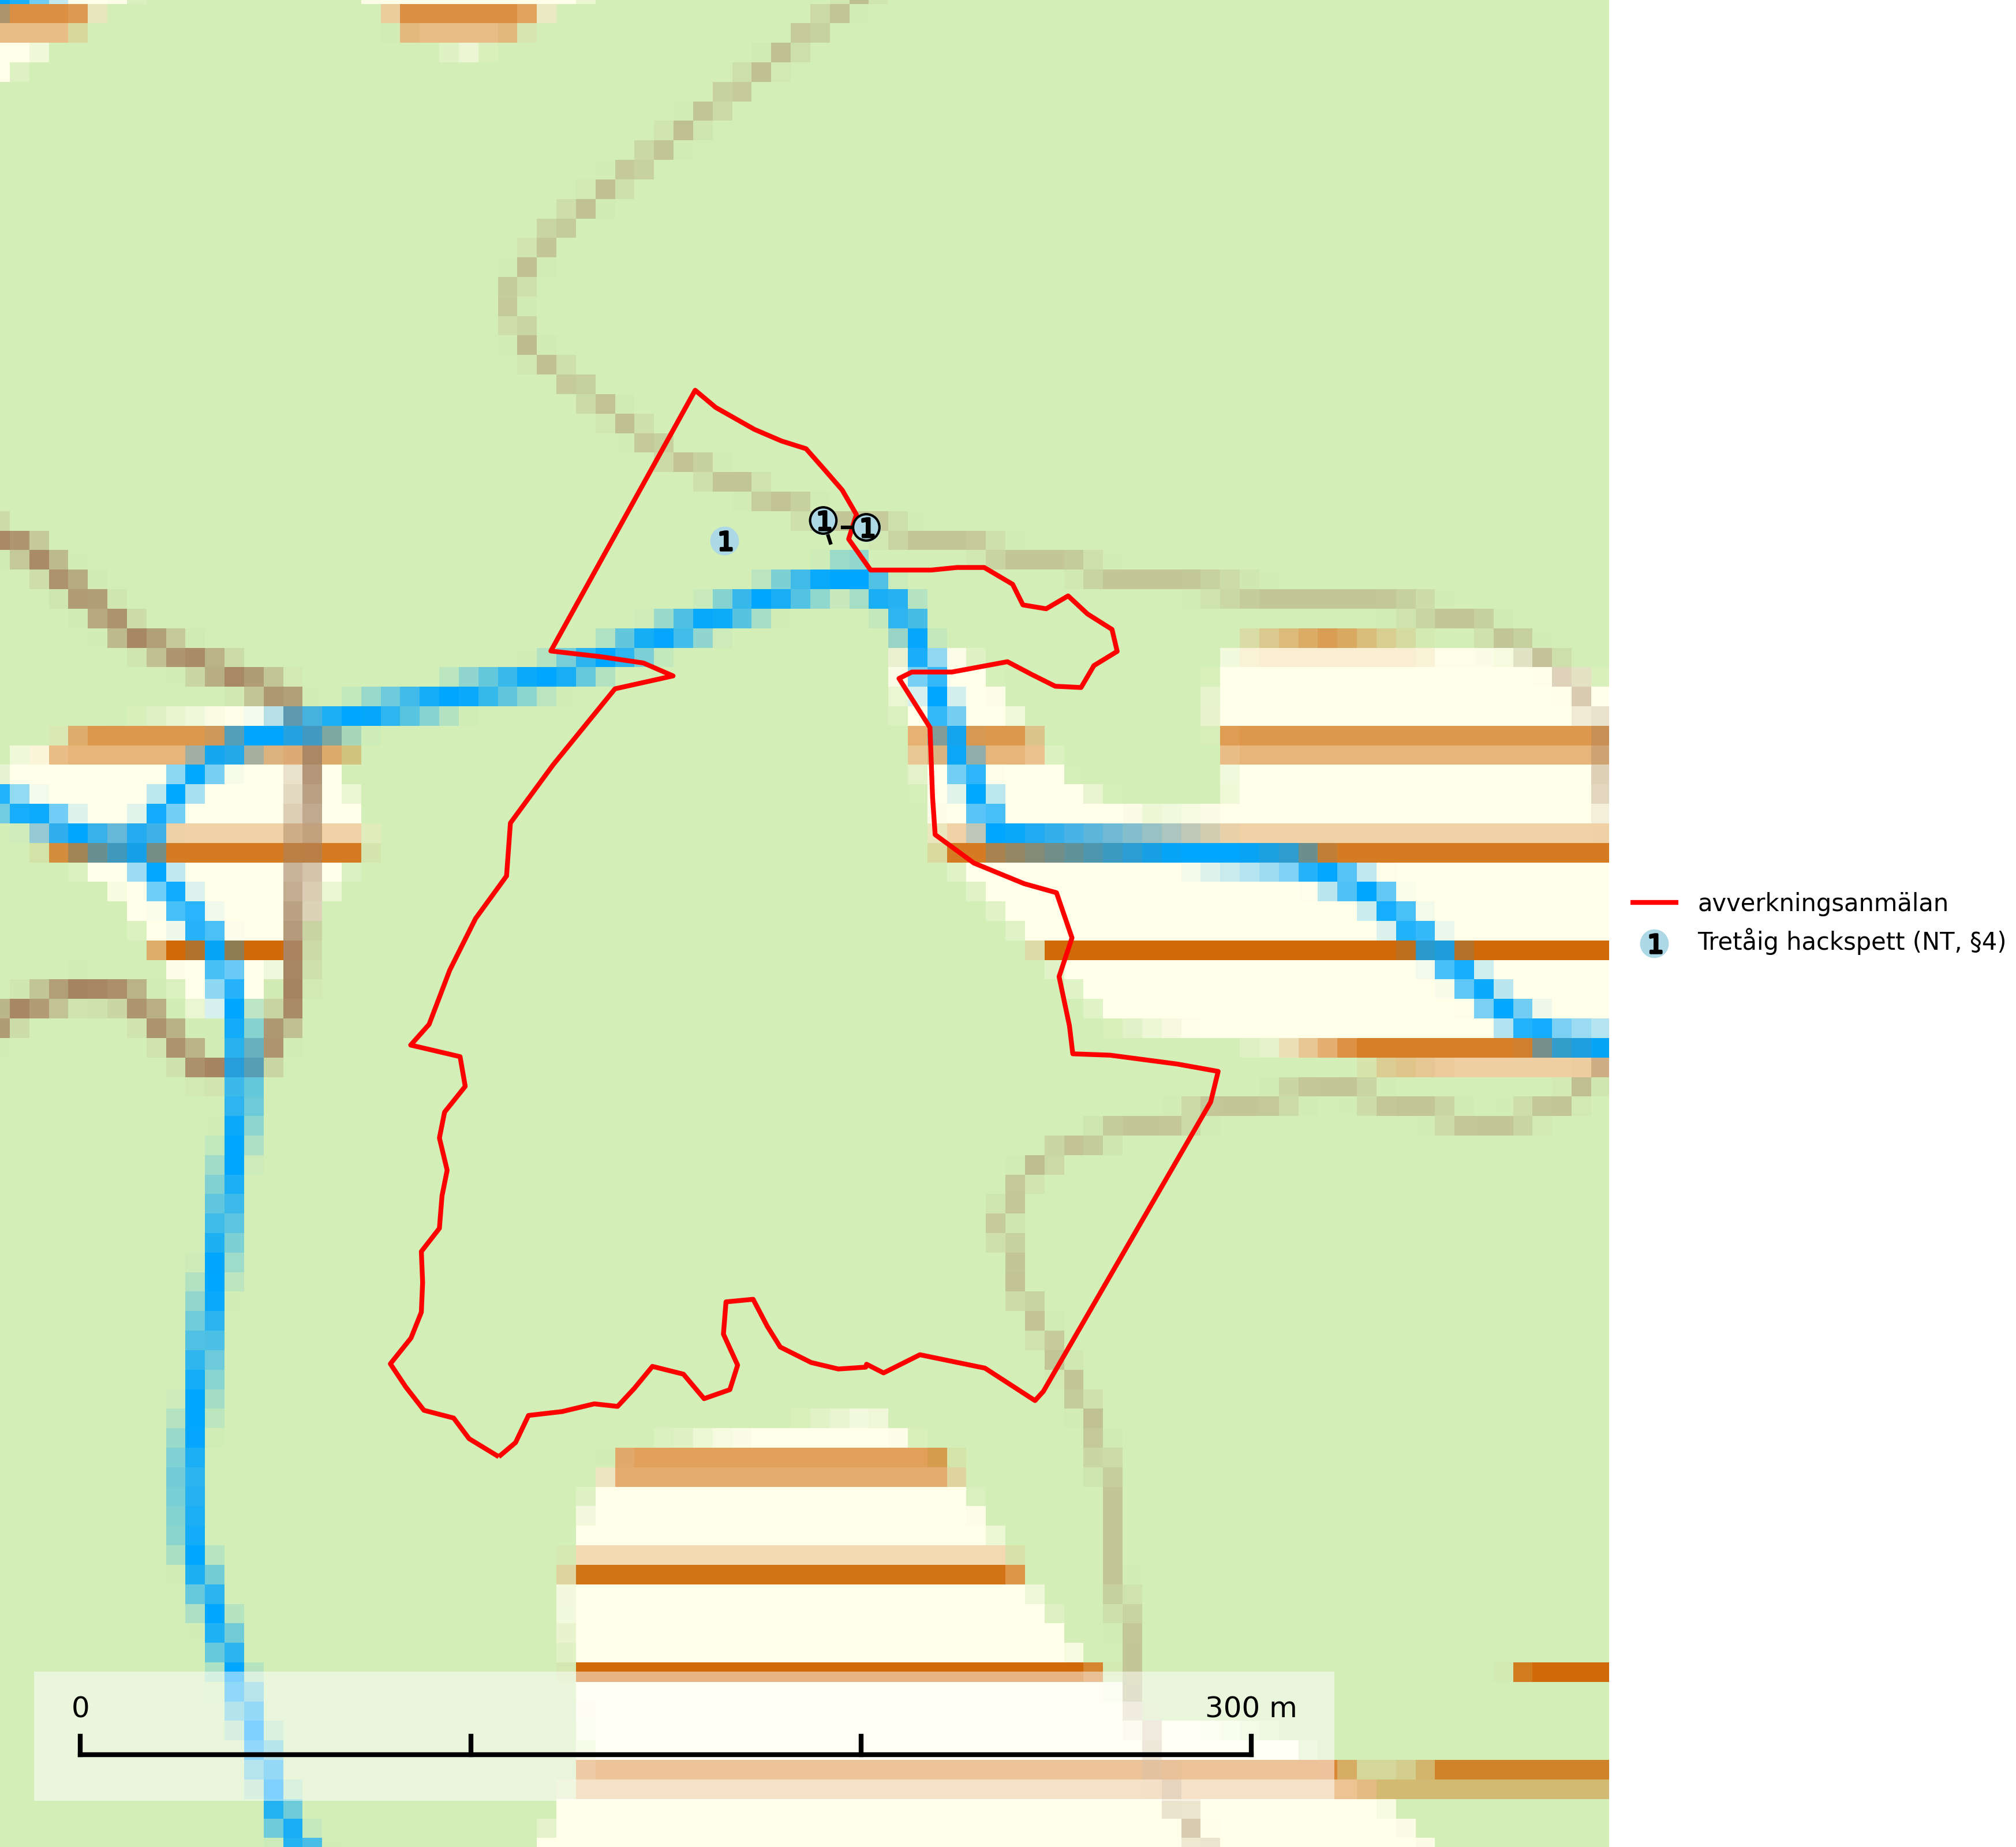 1
1
1
avverkningsanmälan
1 Tretåig hackspett (NT, §4)
0
300 m